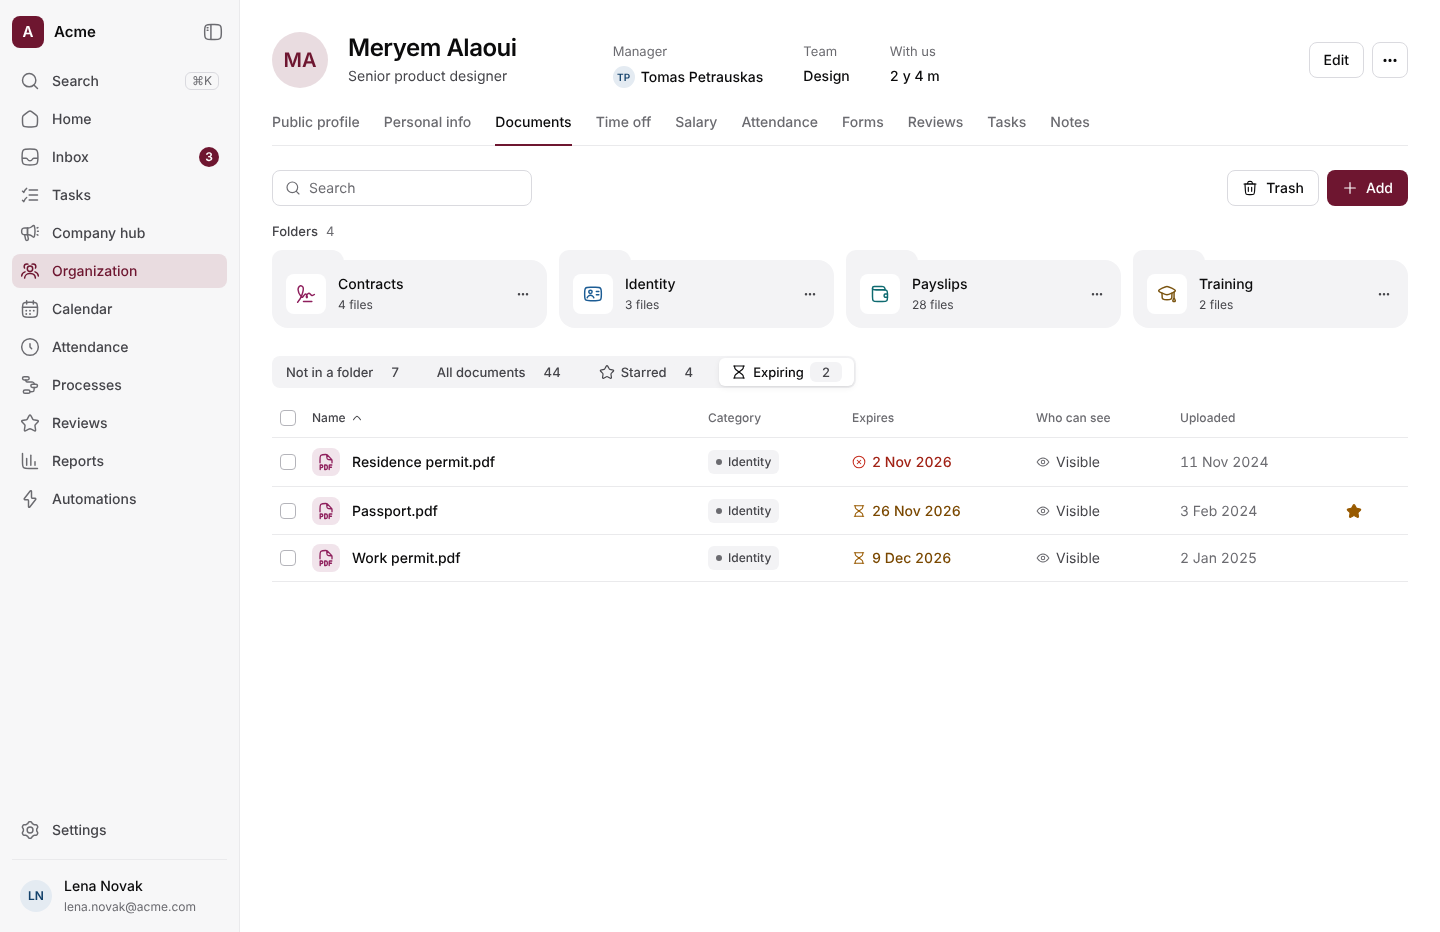 A Acme
Search ⌘K
Home
Inbox 3
Tasks
Company hub
Organization
Calendar
Attendance
Processes
Reviews
Reports
Automations
Settings
LN Lena Novak
lena.novak@acme.com
MA Meryem Alaoui
Senior product designer
Manager
TP Tomas Petrauskas
Team
Design
With us
2 y 4 m
Edit
Public profile Personal info Documents Time off Salary Attendance Forms Reviews Tasks Notes
Search
Trash Add
Folders 4
Contracts
4 files
Identity
3 files
Payslips
28 files
Training
2 files
Not in a folder 7 All documents 44 Starred 4 Expiring 2
Name Category Expires Who can see Uploaded
PDF Residence permit.pdf Identity 2 Nov 2026 Visible 11 Nov 2024
PDF Passport.pdf Identity 26 Nov 2026 Visible 3 Feb 2024
PDF Work permit.pdf Identity 9 Dec 2026 Visible 2 Jan 2025